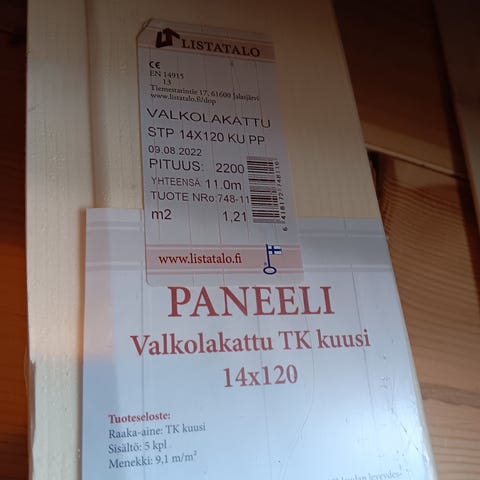 LISTATALO
CE
EN 14915
13
Tiemestarintie 17, 61600 Jalasjärvi
www.listatalo.fi/dop
VALKOLAKATTU
STP 14X120 KU PP
09.08.2022
PITUUS: 2200
YHTEENSÄ: 11.0m
TUOTE NRo: 748-11
m2 1,21
www.listatalo.fi
PANEELI
Valkolakattu TK kuusi
14x120
Tuoteseloste:
Raaka-aine: TK kuusi
Sisältö: 5 kpl
Menekki: 9,1 m/m²